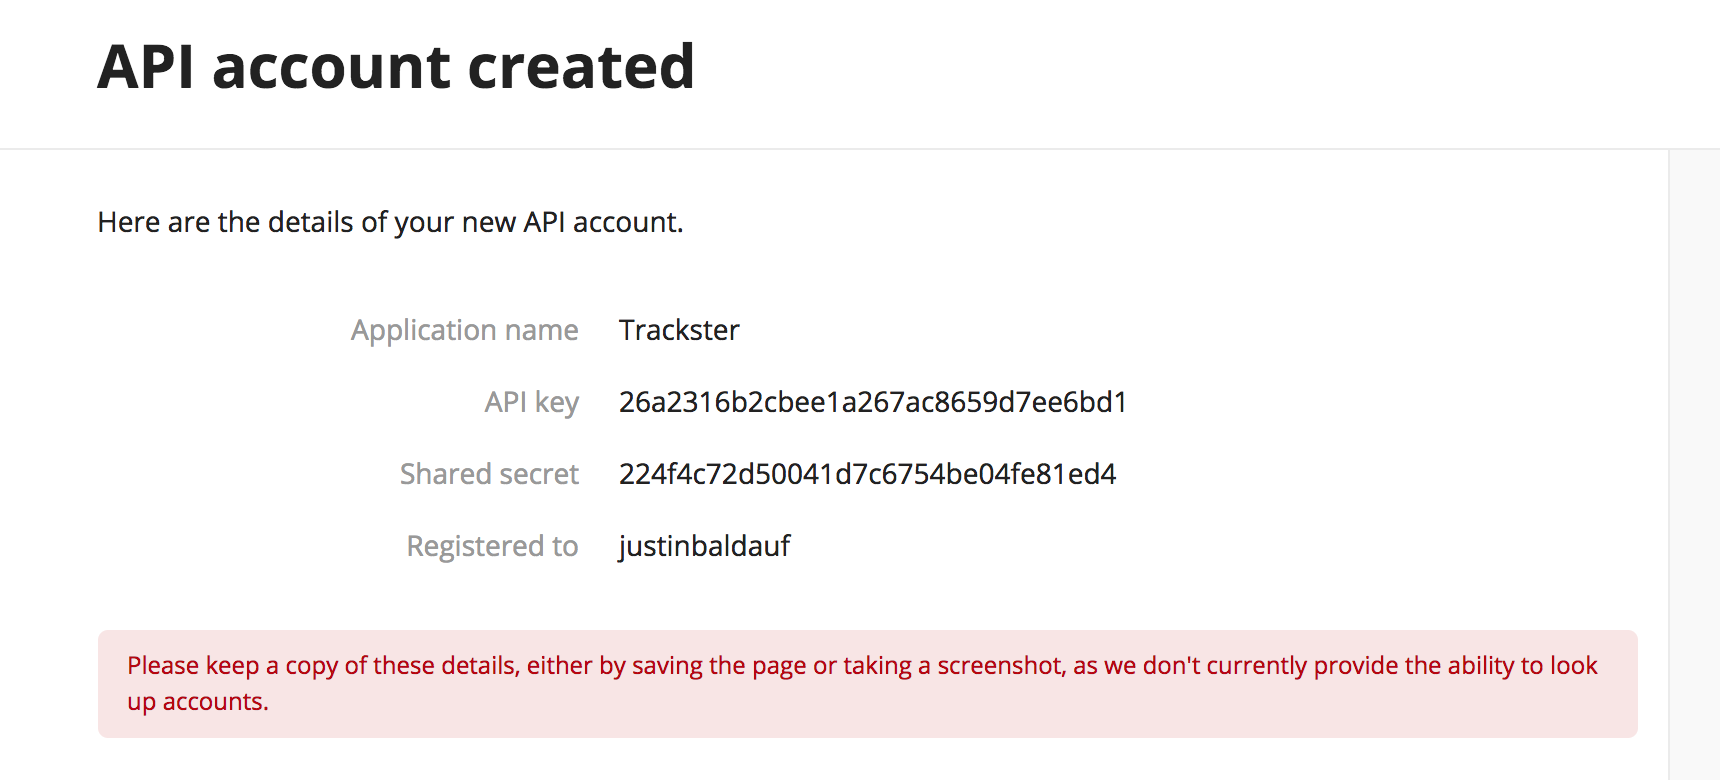 API account created
Here are the details of your new API account.
Application name Trackster
API key 26a2316b2cbee1a267ac8659d7ee6bd1
Shared secret 224f4c72d50041d7c6754be04fe81ed4
Registered to justinbaldauf
Please keep a copy of these details, either by saving the page or taking a screenshot, as we don't currently provide the ability to look
up accounts.